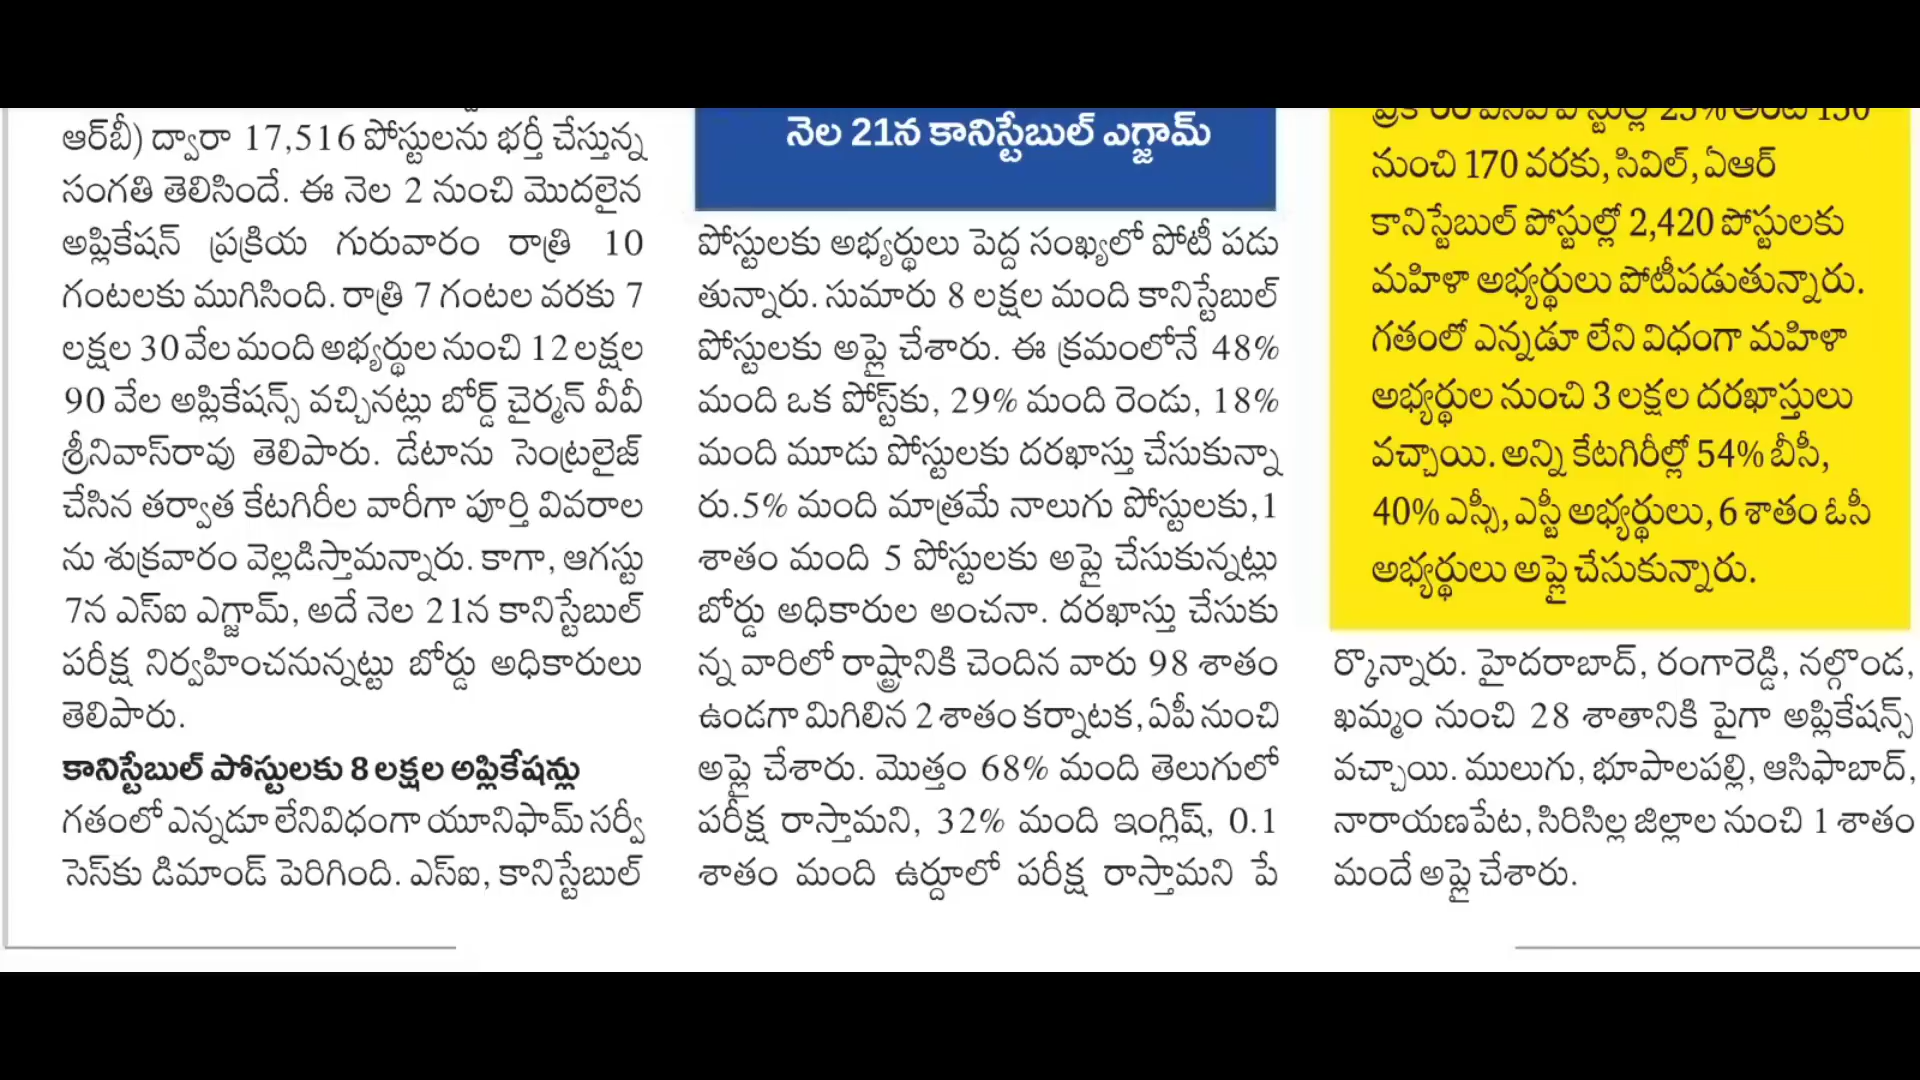 ఆర్‌బీ) ద్వారా 17,516 పోస్టులను భర్తీ చేస్తున్న
సంగతి తెలిసిందే. ఈ నెల 2 నుంచి మొదలైన
అప్లికేషన్ ప్రక్రియ గురువారం రాత్రి 10
గంటలకు ముగిసింది. రాత్రి 7 గంటల వరకు 7
లక్షల 30 వేల మంది అభ్యర్థుల నుంచి 12 లక్షల
90 వేల అప్లికేషన్స్ వచ్చినట్లు బోర్డ్ చైర్మన్ వీవీ
శ్రీనివాస్‌రావు తెలిపారు. డేటాను సెంట్రలైజ్
చేసిన తర్వాత కేటగిరీల వారీగా పూర్తి వివరాల
ను శుక్రవారం వెల్లడిస్తామన్నారు. కాగా, ఆగస్టు
7న ఎస్ఐ ఎగ్జామ్, అదే నెల 21న కానిస్టేబుల్
పరీక్ష నిర్వహించనున్నట్టు బోర్డు అధికారులు
తెలిపారు.
కానిస్టేబుల్ పోస్టులకు 8 లక్షల అప్లికేషన్లు
గతంలో ఎన్నడూ లేనివిధంగా యూనిఫామ్ సర్వీ
సెస్‌కు డిమాండ్ పెరిగింది. ఎస్ఐ, కానిస్టేబుల్
నెల 21న కానిస్టేబుల్ ఎగ్జామ్
పోస్టులకు అభ్యర్థులు పెద్ద సంఖ్యలో పోటీ పడు
తున్నారు. సుమారు 8 లక్షల మంది కానిస్టేబుల్
పోస్టులకు అప్లై చేశారు. ఈ క్రమంలోనే 48%
మంది ఒక పోస్ట్‌కు, 29% మంది రెండు, 18%
మంది మూడు పోస్టులకు దరఖాస్తు చేసుకున్నా
రు.5% మంది మాత్రమే నాలుగు పోస్టులకు,1
శాతం మంది 5 పోస్టులకు అప్లై చేసుకున్నట్లు
బోర్డు అధికారుల అంచనా. దరఖాస్తు చేసుకు
న్న వారిలో రాష్ట్రానికి చెందిన వారు 98 శాతం
ఉండగా మిగిలిన 2 శాతం కర్నాటక, ఏపీ నుంచి
అప్లై చేశారు. మొత్తం 68% మంది తెలుగులో
పరీక్ష రాస్తామని, 32% మంది ఇంగ్లిష్, 0.1
శాతం మంది ఉర్దూలో పరీక్ష రాస్తామని పే
నుంచి 170 వరకు, సివిల్, ఏఆర్
కానిస్టేబుల్ పోస్టుల్లో 2,420 పోస్టులకు
మహిళా అభ్యర్థులు పోటీపడుతున్నారు.
గతంలో ఎన్నడూ లేని విధంగా మహిళా
అభ్యర్థుల నుంచి 3 లక్షల దరఖాస్తులు
వచ్చాయి. అన్ని కేటగిరీల్లో 54% బీసీ,
40% ఎస్సీ, ఎస్టీ అభ్యర్థులు, 6 శాతం ఓసీ
అభ్యర్థులు అప్లై చేసుకున్నారు.
ర్కొన్నారు. హైదరాబాద్, రంగారెడ్డి, నల్గొండ,
ఖమ్మం నుంచి 28 శాతానికి పైగా అప్లికేషన్స్
వచ్చాయి. ములుగు, భూపాలపల్లి, ఆసిఫాబాద్,
నారాయణపేట, సిరిసిల్ల జిల్లాల నుంచి 1 శాతం
మందే అప్లై చేశారు.